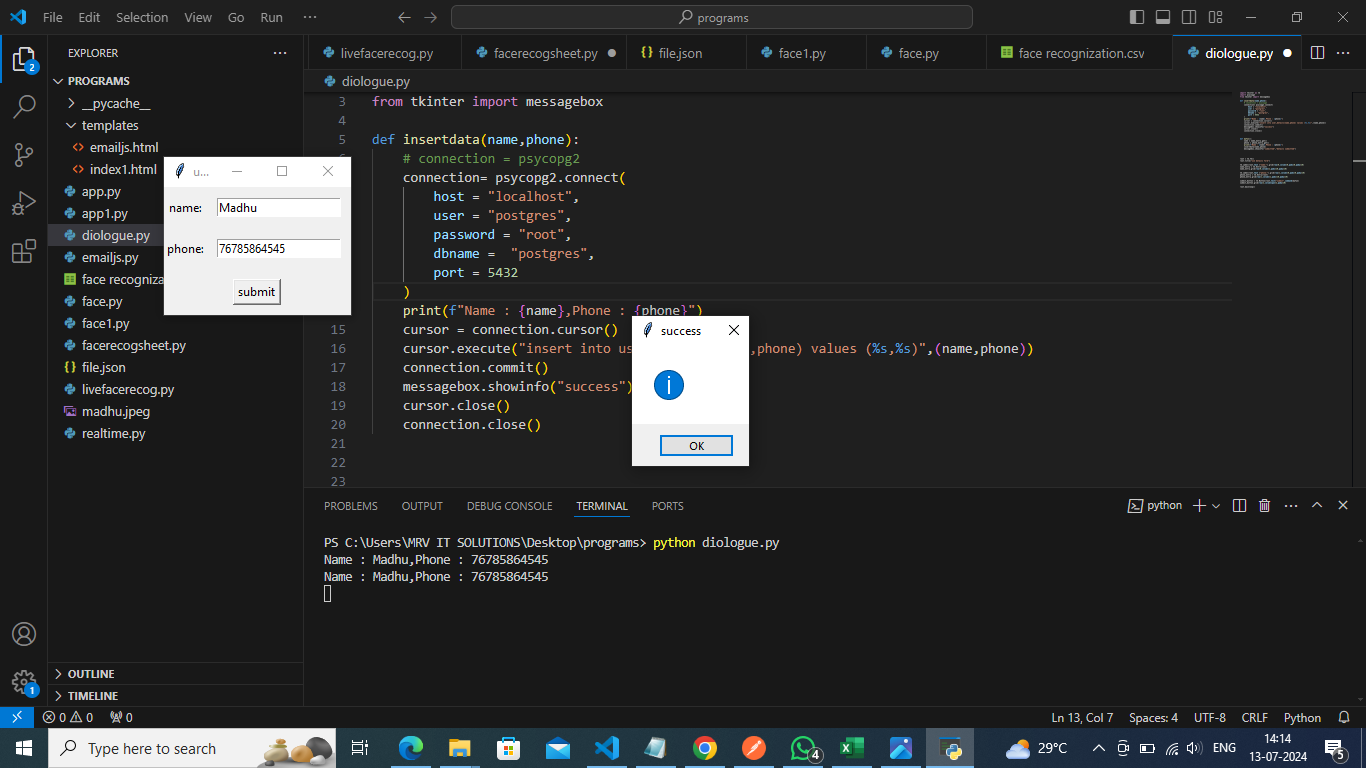 File Edit Selection View Go Run ···
programs
EXPLORER
livefacerecog.py
facerecogsheet.py
file.json
face1.py
face.py
face recognization.csv
diologue.py
PROGRAMS
__pycache__
templates
emailjs.html
index1.html
app.py
app1.py
diologue.py
emailjs.py
face recogniza
face.py
face1.py
facerecogsheet.py
file.json
livefacerecog.py
madhu.jpeg
realtime.py
OUTLINE
TIMELINE
2
1
u...
name: Madhu
phone: 76785864545
submit
diologue.py
3 from tkinter import messagebox
4
5 def insertdata(name,phone):
# connection = psycopg2
connection= psycopg2.connect(
host = "localhost",
user = "postgres",
password = "root",
dbname =  "postgres",
port = 5432
)
print(f"Name : {name},Phone : {phone}")
15 cursor = connection.cursor()
16 cursor.execute("insert into us ,phone) values (%s,%s)",(name,phone))
17 connection.commit()
18 messagebox.showinfo("success")
19 cursor.close()
20 connection.close()
21
22
23
success
i
OK
PROBLEMS OUTPUT DEBUG CONSOLE TERMINAL PORTS
python
PS C:\Users\MRV IT SOLUTIONS\Desktop\programs> python diologue.py
Name : Madhu,Phone : 76785864545
Name : Madhu,Phone : 76785864545
0 0 0
Ln 13, Col 7 Spaces: 4 UTF-8 CRLF Python
Type here to search
4
29°C
ENG
14:14
13-07-2024
5